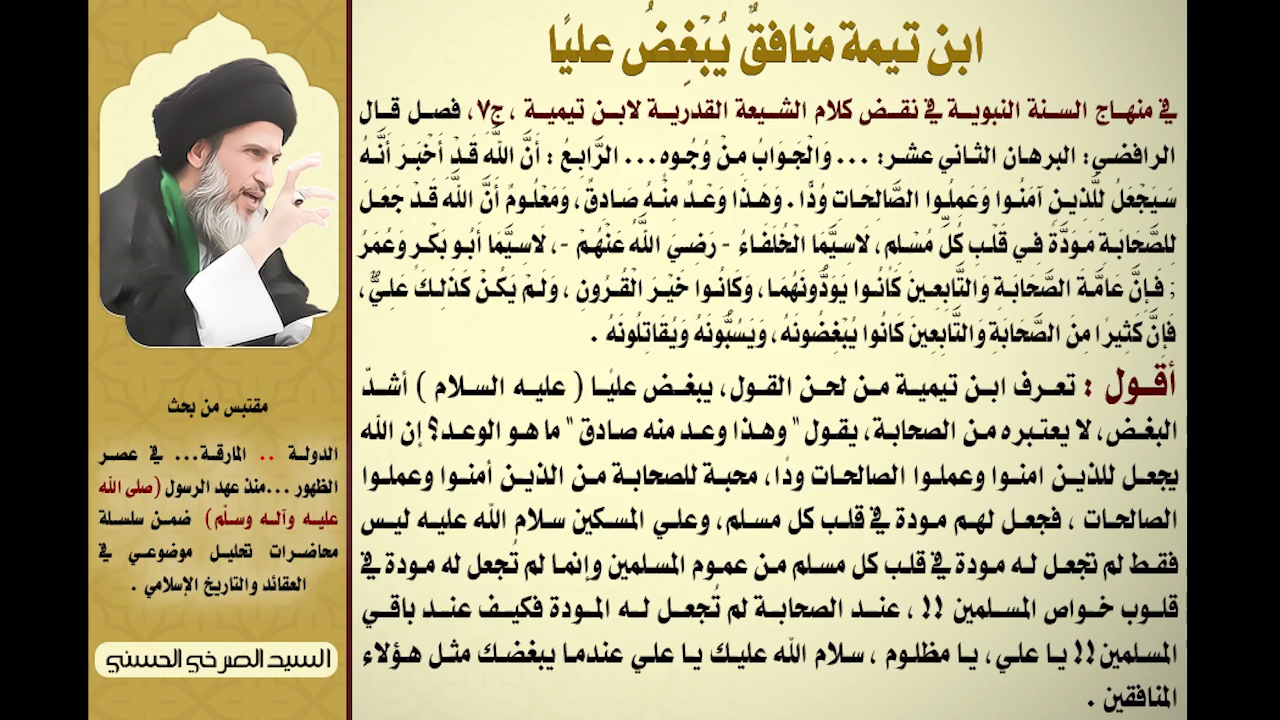 ابن تيمة منافقٌ يُبْغِضُ عليًا
في منهاج السنة النبوية في نقض كلام الشيعة القدرية لابن تيمية ، ج٧، فصل قال
الرافضي: البرهان الثاني عشر: ... وَالْجَوَابُ مِنْ وُجُوه... الرَّابِعُ : أَنَّ اللَّهَ قَدْ أَخْبَرَ أَنَّهُ
سَيَجْعَلُ لِلَّذِينَ آمَنُوا وَعَمِلُوا الصَّالِحَات وُدًّا . وَهَذَا وَعْدٌ مِنْهُ صَادِقٌ، وَمَعْلُومٌ أَنَّ اللَّهَ قَدْ جَعَلَ
لِلصَّحَابَةِ مَوَدَّةً فِي قَلْبِ كُلِّ مُسْلِم، لَاسِيَّمَا الْخُلَفَاءُ - رَضِيَ اللَّهُ عَنْهُمْ -، لَاسِيَّمَا أَبُو بَكْر وَعُمَرُ
; فَإِنَّ عَامَّةَ الصَّحَابَةِ وَالتَّابِعِينَ كَانُوا يَوَدُّونَهُمَا، وَكَانُوا خَيْرَ الْقُرُونِ ، وَلَمْ يَكُنْ كَذَلِكَ عَلِيٌّ،
فَإِنَّ كَثِيرًا مِنَ الصَّحَابَةِ وَالتَّابِعِينَ كَانُوا يُبْغِضُونَهُ، وَيَسُبُّونَهُ وَيُقَاتِلُونَهُ .
أقول : تعرف ابن تيمية من لحن القول، يبغض عليًا ( عليه السلام ) أشدّ
البغض، لا يعتبره من الصحابة، يقول" وهذا وعد منه صادق" ما هو الوعد؟ إن الله
يجعل للذين امنوا وعملوا الصالحات ودًا، محبة للصحابة من الذين أمنوا وعملوا
الصالحات ، فجعل لهم مودة في قلب كل مسلم، وعلي المسكين سلام الله عليه ليس
فقط لم تجعل له مودة في قلب كل مسلم من عموم المسلمين وإنما لم تُجعل له مودة في
قلوب خواص المسلمين !! ، عند الصحابة لم تُجعل له المودة فكيف عند باقي
المسلمين!! يا علي، يا مظلوم ، سلام الله عليك يا علي عندما يبغضك مثل هؤلاء
المنافقين .
مقتبس من بحث
الدولة .. المارقة... في عصر
الظهور ...منذ عهد الرسول (صلى الله
عليه وآله وسلّم) ضمن سلسلة
محاضرات تحليل موضوعي في
العقائد والتاريخ الإسلامي .
السيد الصرخي الحسني